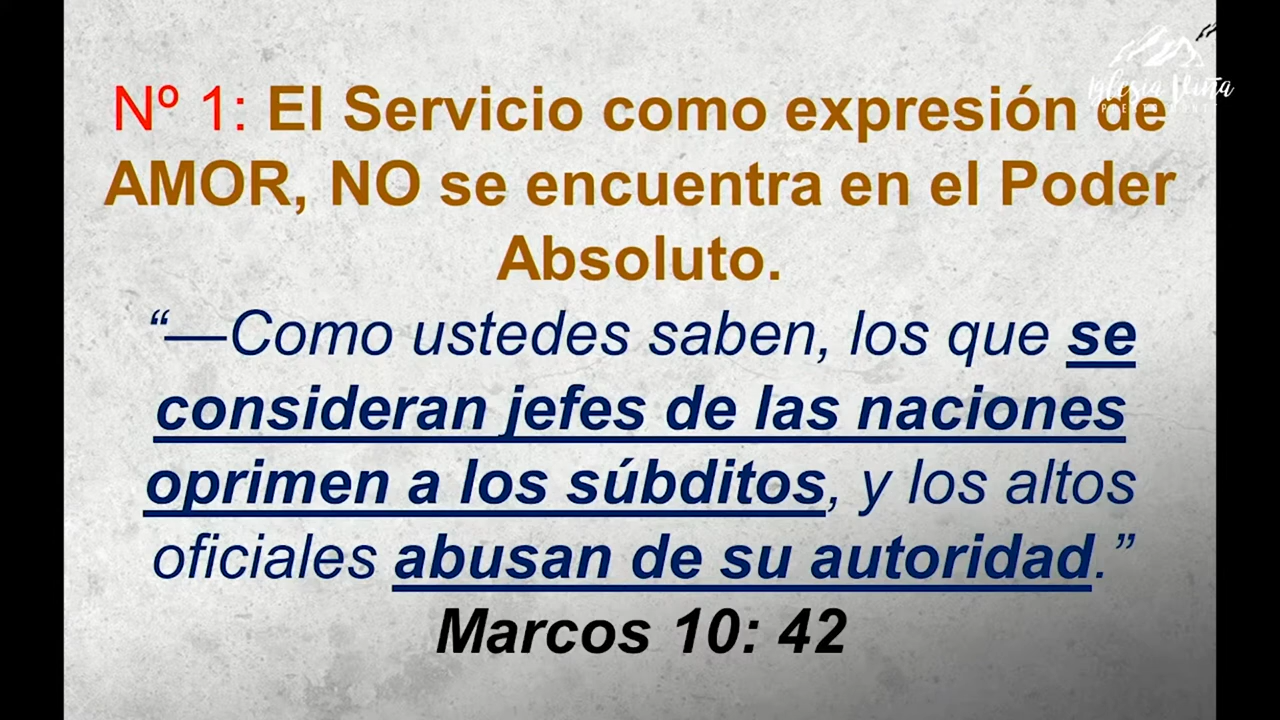 Nº 1: El Servicio como expresión de
AMOR, NO se encuentra en el Poder
Absoluto.
“—Como ustedes saben, los que se
consideran jefes de las naciones
oprimen a los súbditos, y los altos
oficiales abusan de su autoridad.”
Marcos 10: 42
Iglesia Viña